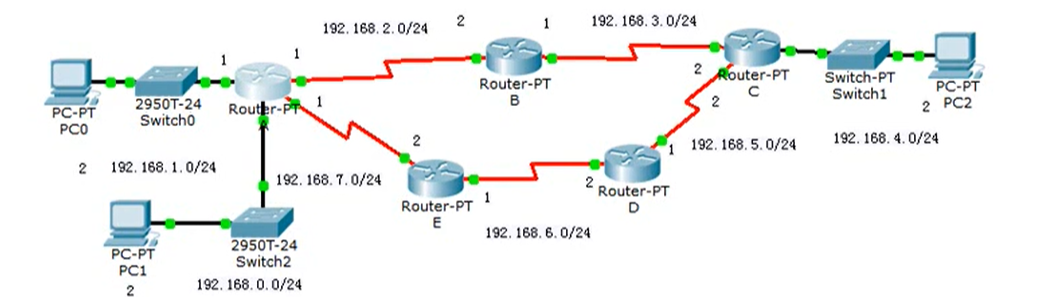 192.168.2.0/24
2
1
192.168.3.0/24
1
1
Router-PT
B
2
Router-PT
C
Switch-PT
Switch1
PC-PT
PC2
2
PC-PT
PC0
2950T-24
Switch0
Router-PT
A
1
2
2
192.168.5.0/24
192.168.4.0/24
1
2
192.168.1.0/24
192.168.7.0/24
Router-PT
E
1
2
Router-PT
D
192.168.6.0/24
PC-PT
PC1
2
2950T-24
Switch2
192.168.0.0/24